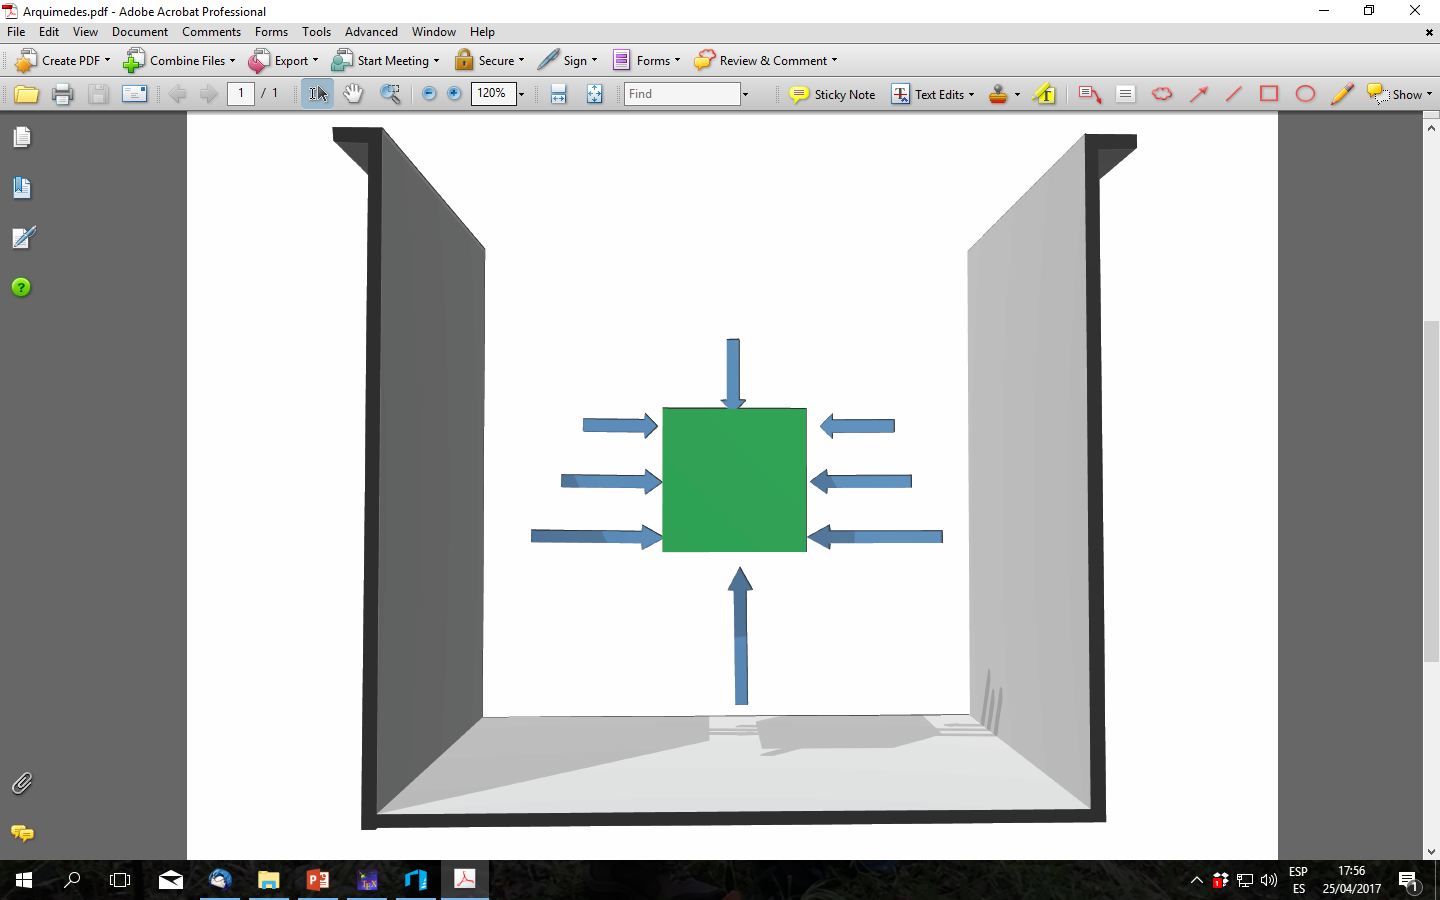 Arquimedes.pdf - Adobe Acrobat Professional
File Edit View Document Comments Forms Tools Advanced Window Help
Create PDF Combine Files Export Start Meeting Secure Sign Forms Review & Comment
1 / 1 120% Find Sticky Note Text Edits T Show
?
P TEX ESP 17:56
ES 25/04/2017 1